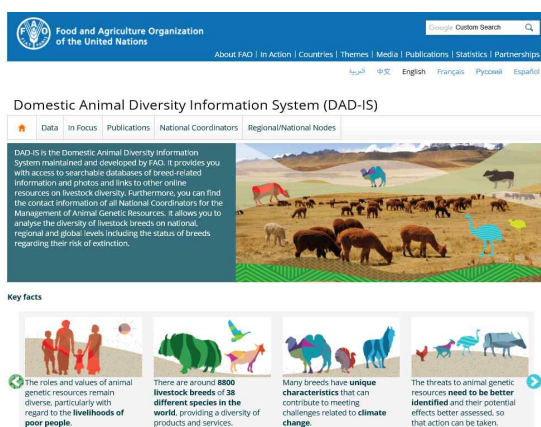 Food and Agriculture Organization
of the United Nations
Google Custom Search
About FAO | In Action | Countries | Themes | Media | Publications | Statistics | Partnerships
العربية 中文 English Français Русский Español
Domestic Animal Diversity Information System (DAD-IS)
Data In Focus Publications National Coordinators Regional/National Nodes
DAD-IS is the Domestic Animal Diversity Information
System maintained and developed by FAO. It provides you
with access to searchable databases of breed-related
information and photos and links to other online
resources on livestock diversity. Furthermore, you can find
the contact information of all National Coordinators for the
Management of Animal Genetic Resources. It allows you to
analyse the diversity of livestock breeds on national,
regional and global levels including the status of breeds
regarding their risk of extinction.
Key facts
The roles and values of animal
genetic resources remain
diverse, particularly with
regard to the livelihoods of
poor people.
There are around 8800
livestock breeds of 38
different species in the
world, providing a diversity of
products and services.
Many breeds have unique
characteristics that can
contribute to meeting
challenges related to climate
change.
The threats to animal genetic
resources need to be better
identified and their potential
effects better assessed, so
that action can be taken.